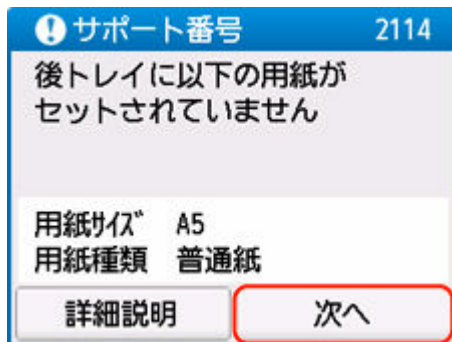 サポート番号 2114
後トレイに以下の用紙が
セットされていません
用紙ｻｲｽﾞ A5
用紙種類 普通紙
詳細説明 次へ